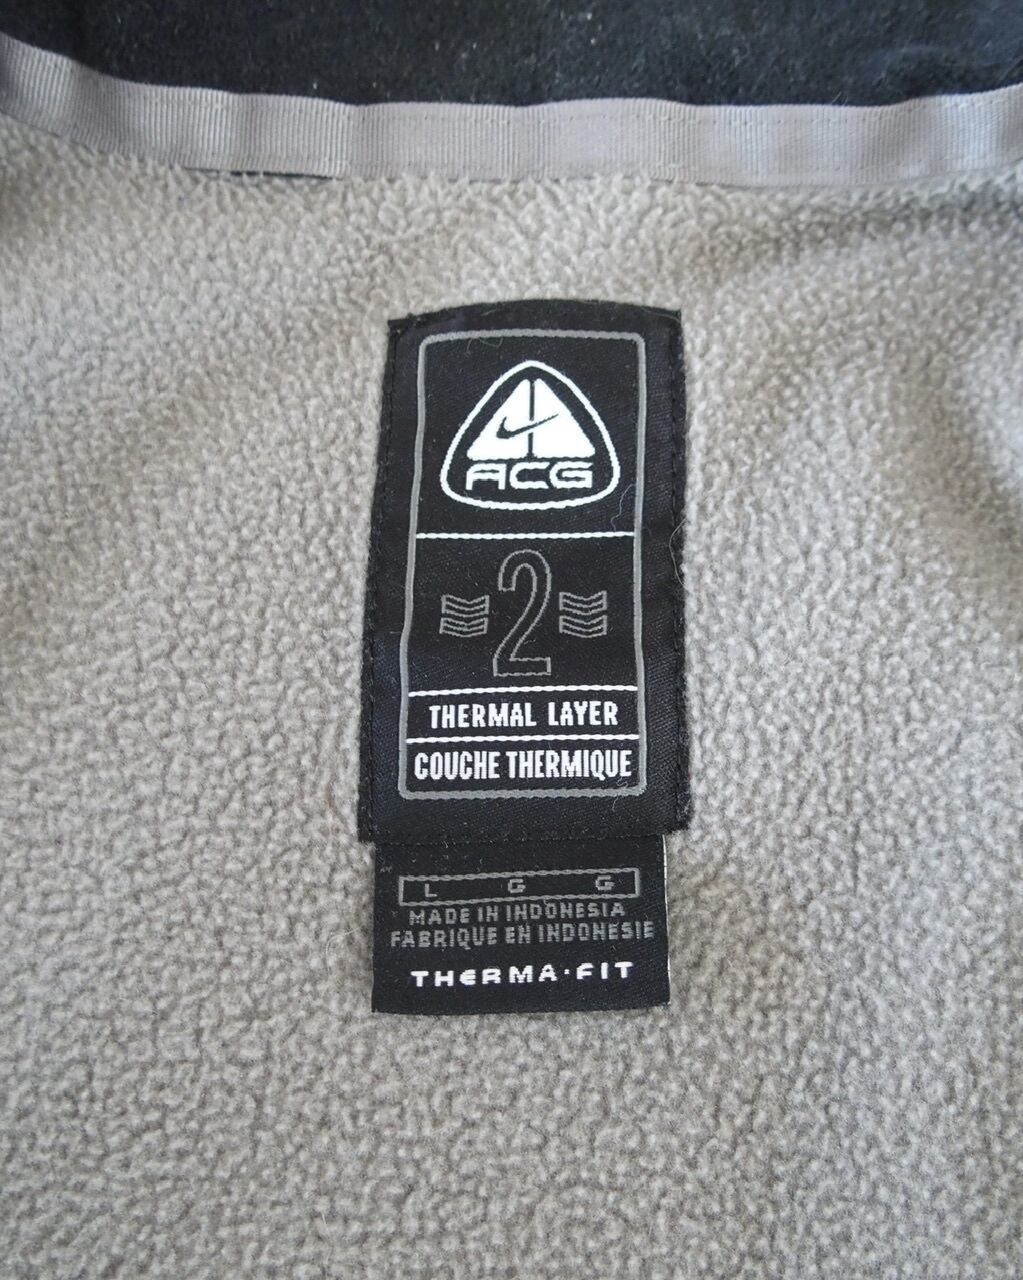 ACG
2
THERMAL LAYER
COUCHE THERMIQUE
L G G
MADE IN INDONESIA
FABRIQUE EN INDONESIE
THERMA·FIT